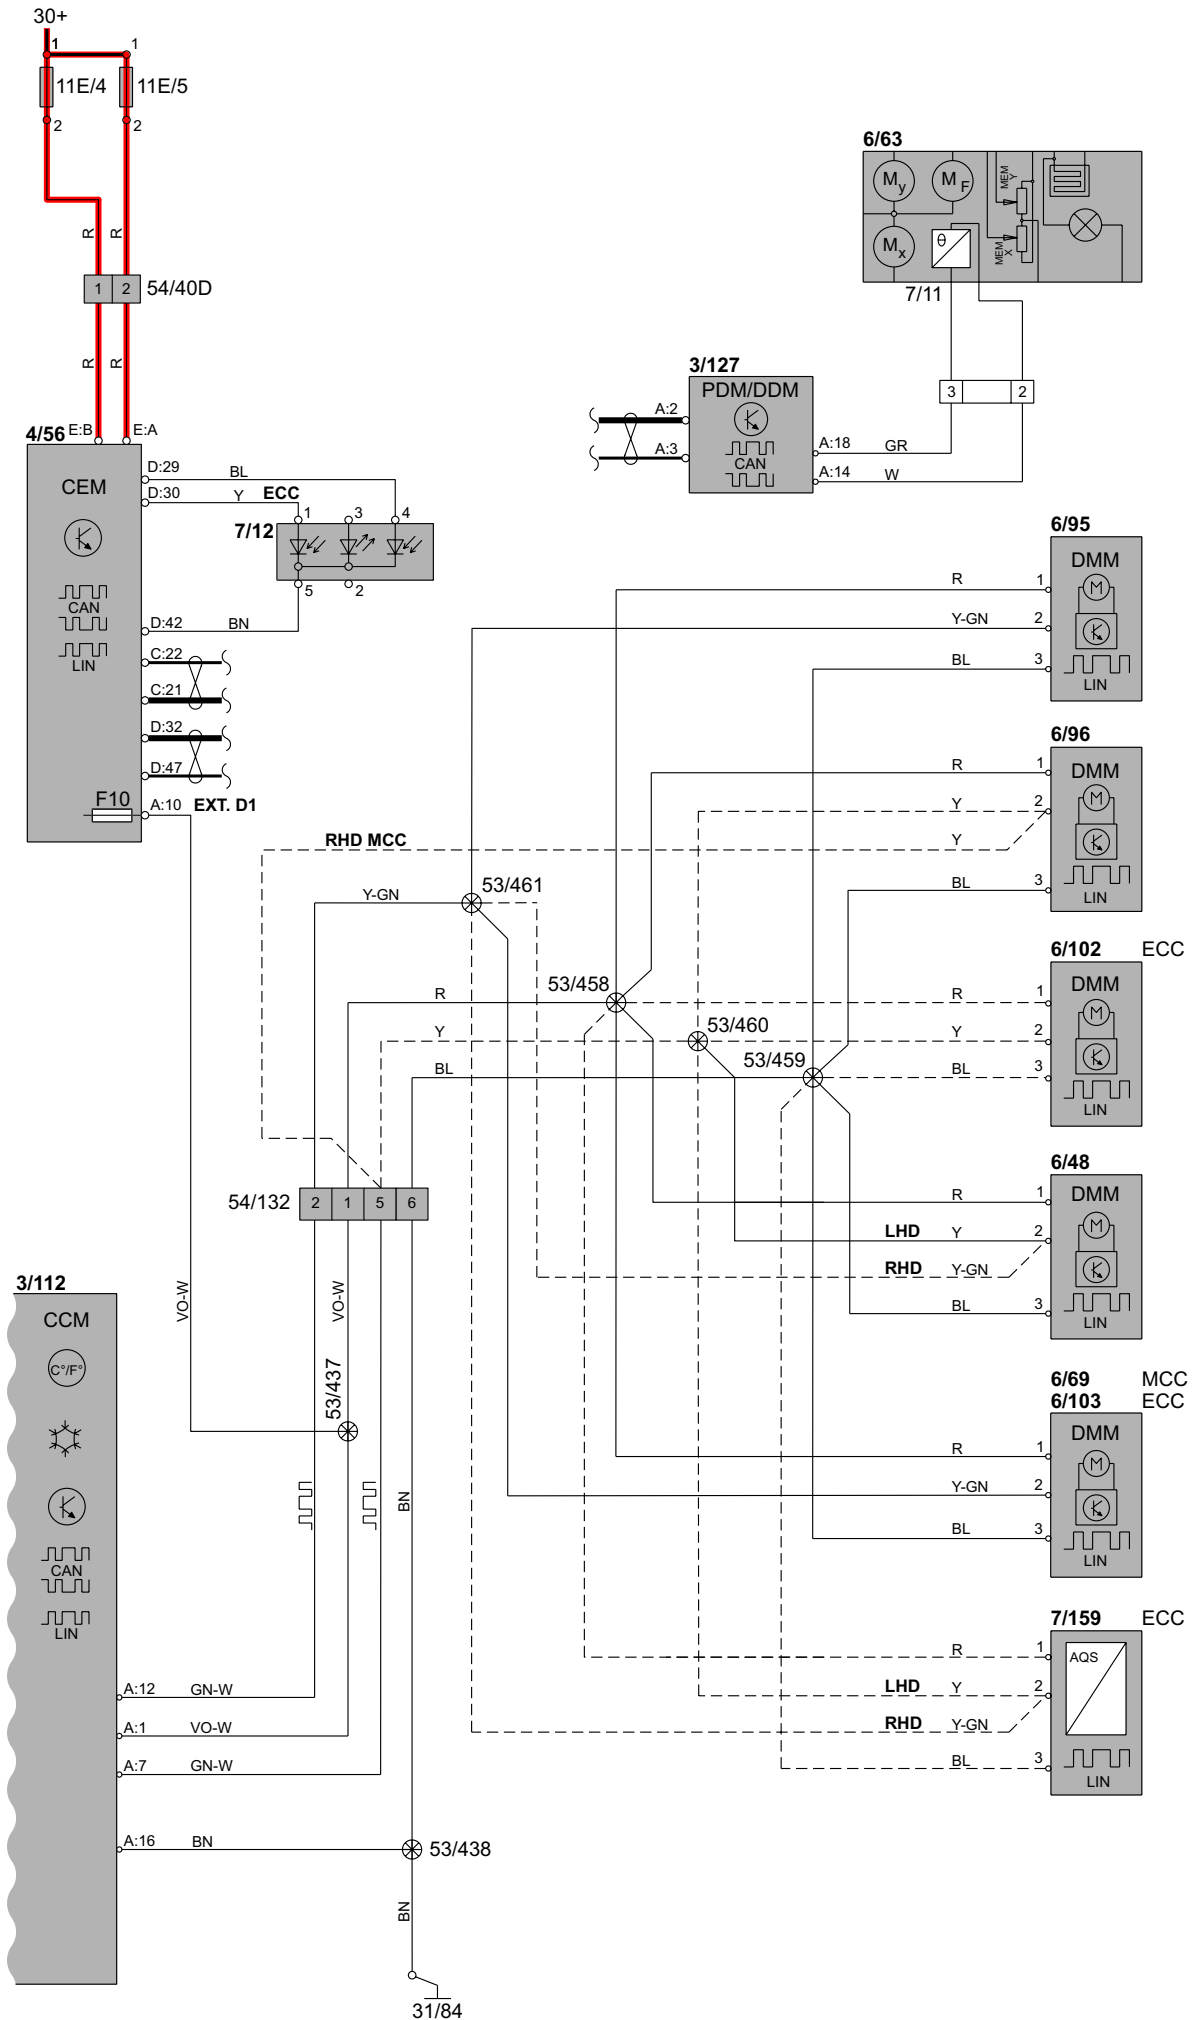 30+
1 1
11E/4 11E/5
2 2
R R
1 2 54/40D
R R
4/56 E:B E:A
CEM
D:29 BL
D:30 Y ECC
1 3 4
7/12
5 2
CAN
D:42 BN
LIN
C:22
C:21
D:32
D:47
F10 A:10 EXT. D1
6/63
My MF MEM Y
Mx θ MEM X
7/11
3/127
PDM/DDM
3 2
A:2
A:3
CAN
A:18 GR
A:14 W
6/95
DMM
R 1
M
Y-GN 2
BL 3
LIN
6/96
DMM
R 1
M
Y 2
RHD MCC Y
BL 3
LIN
Y-GN 53/461
6/102 ECC
DMM
R 53/458 R 1
M
Y 53/460 Y 2
BL 53/459 BL 3
LIN
6/48
DMM
54/132 2 1 5 6
R 1
M
LHD Y 2
RHD Y-GN
BL 3
LIN
3/112
CCM
VO-W VO-W
C°/F°
53/437
6/69 MCC
6/103 ECC
DMM
R 1
M
Y-GN 2
BN
BL 3
LIN
CAN
LIN
7/159 ECC
R 1
AQS
A:12 GN-W
LHD Y 2
A:1 VO-W
RHD Y-GN
A:7 GN-W
BL 3
LIN
A:16 BN 53/438
BN
31/84